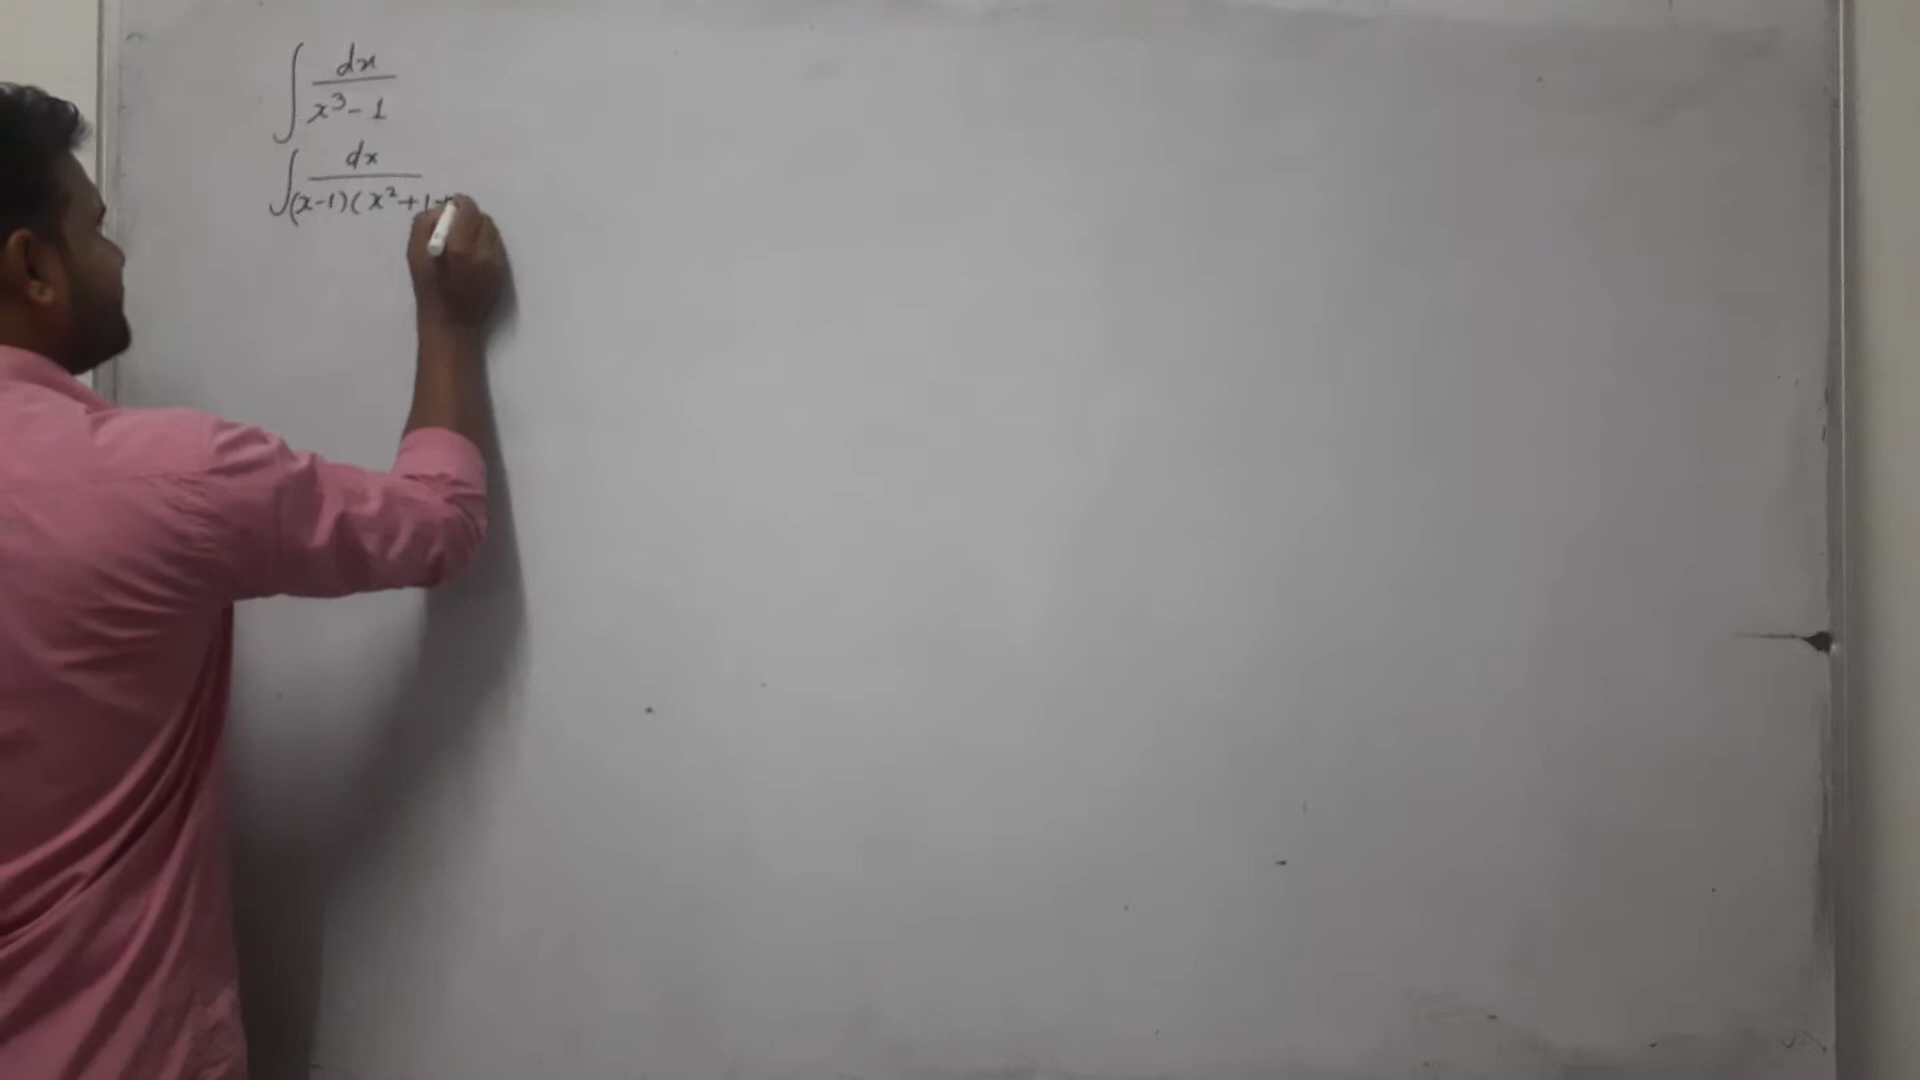 ∫ dx / x³ - 1
∫ dx / (x-1)(x²+1+